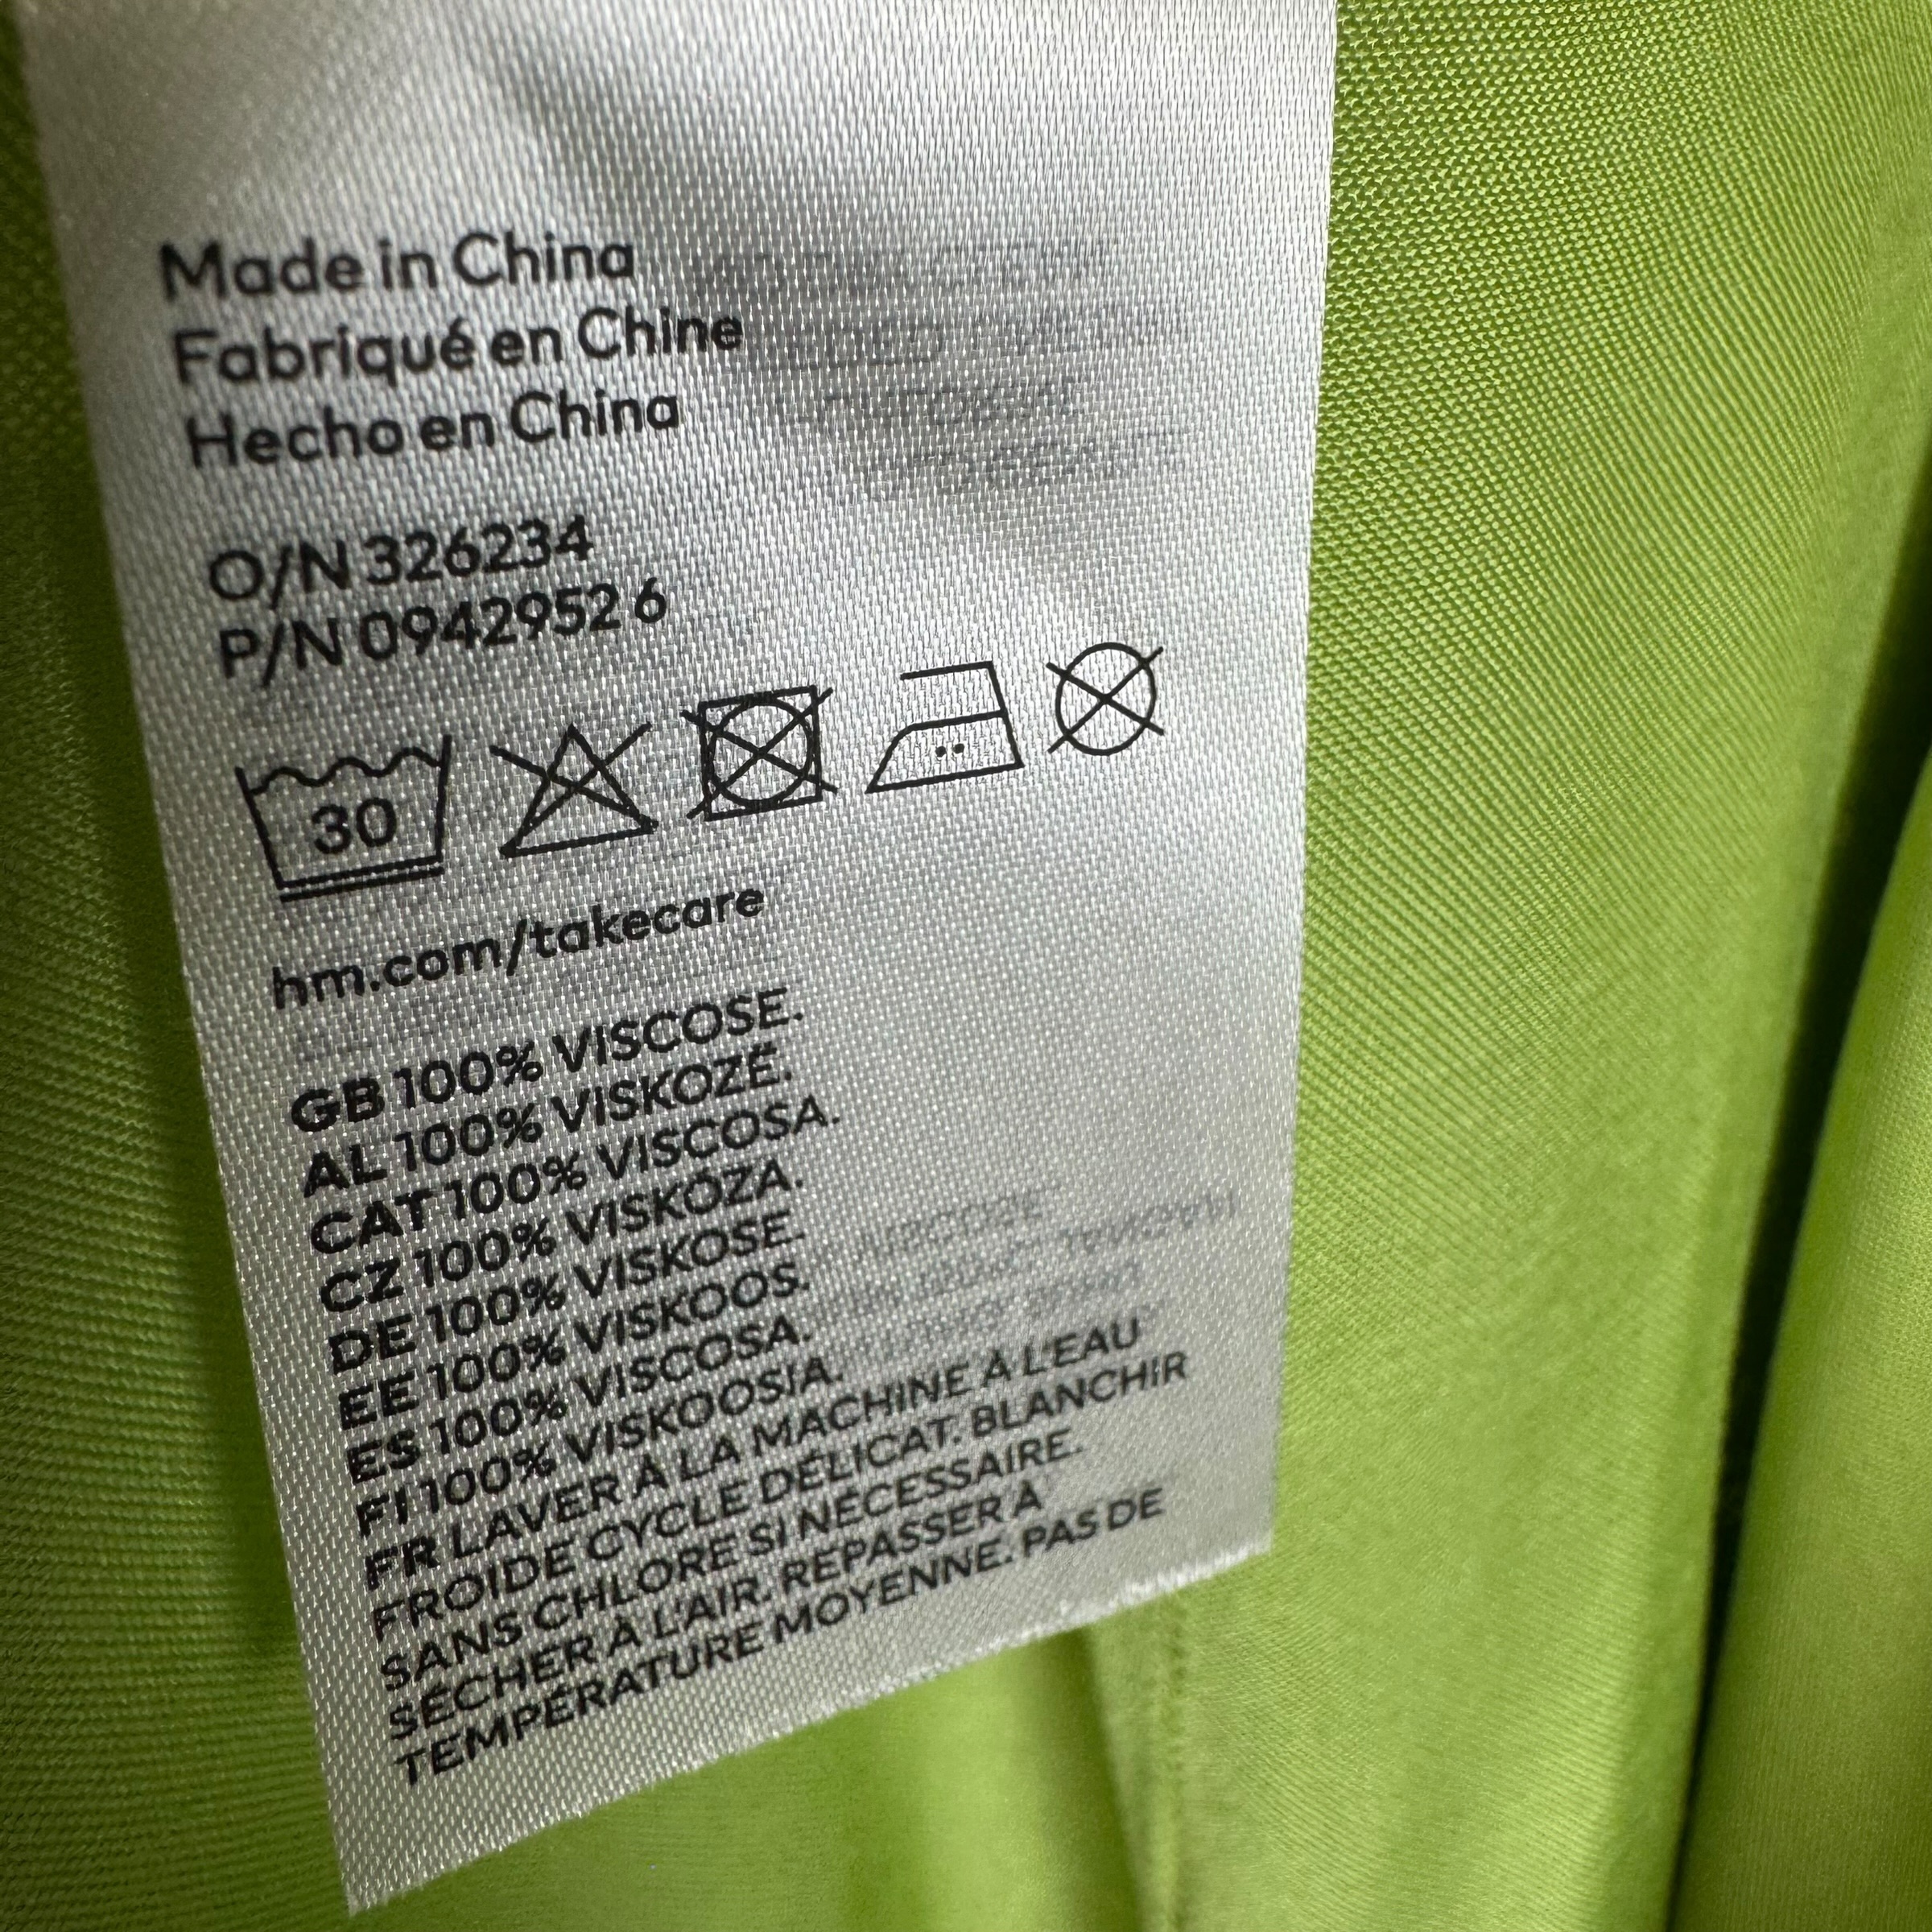 Made in China
Fabriqué en Chine
Hecho en China
O/N 326234
P/N 0942952 6
30
hm.com/takecare
GB 100% VISCOSE.
AL 100% VISKOZË.
CAT 100% VISCOSA.
CZ 100% VISKÓZA.
DE 100% VISKOSE
EE 100% VISKOOS.
ES 100% VISCOSA.
FI 100% VISKOOSIA.
FR LAVER À LA MACHINE À L'EAU
FROIDE CYCLE DÉLICAT. BLANCHIR
SANS CHLORE SI NÉCESSAIRE.
SÉCHER À L'AIR. REPASSER À
TEMPÉRATURE MOYENNE. PAS DE